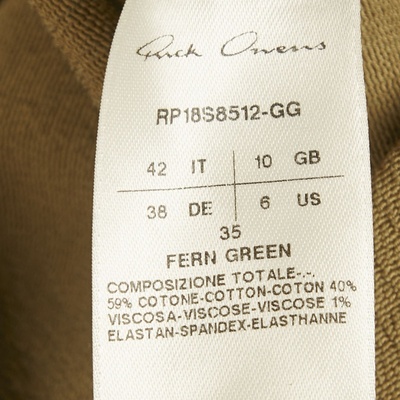 Rick Owens
RP18S8512-GG
42 IT 10 GB
38 DE 6 US
35
FERN GREEN
COMPOSIZIONE TOTALE-.-.
59% COTONE-COTTON-COTON 40%
VISCOSA-VISCOSE-VISCOSE 1%
ELASTAN-SPANDEX-ELASTHANNE